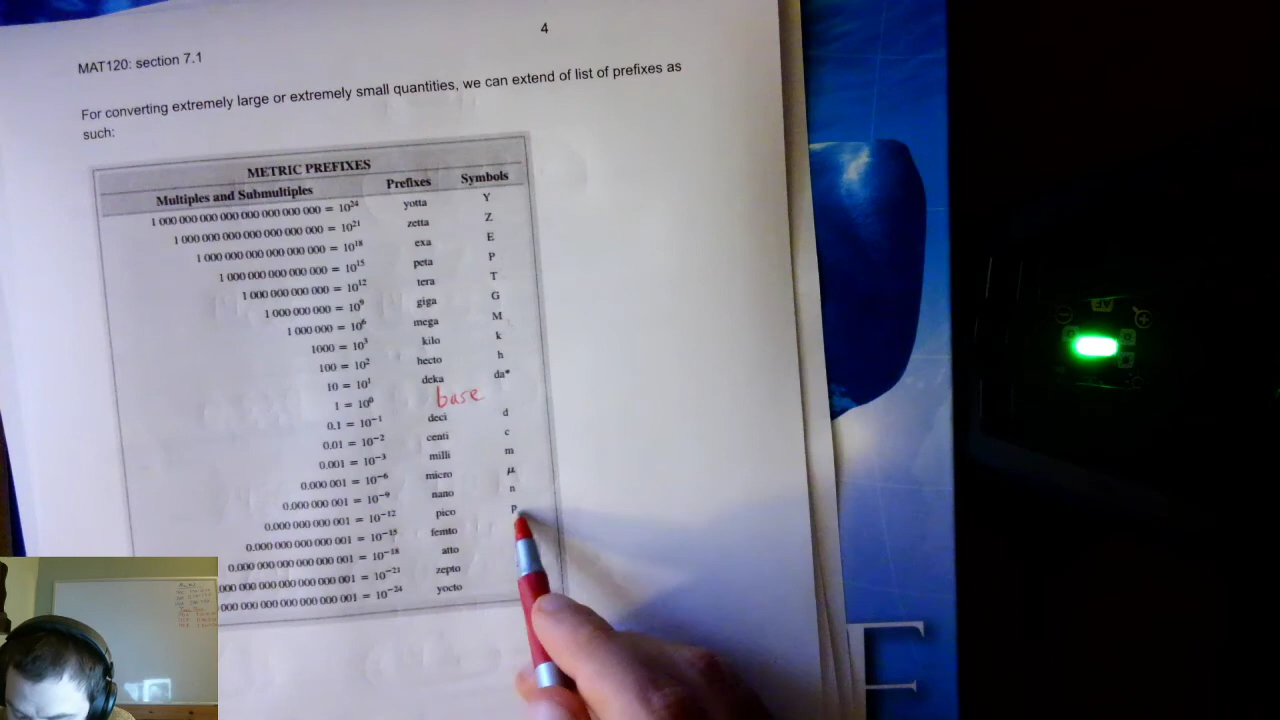 4
MAT120: section 7.1
For converting extremely large or extremely small quantities, we can extend of list of prefixes as
such:
METRIC PREFIXES
Multiples and Submultiples Prefixes Symbols
1 000 000 000 000 000 000 000 000 = 10²⁴ yotta Y
1 000 000 000 000 000 000 000 = 10²¹ zetta Z
1 000 000 000 000 000 000 = 10¹⁸ exa E
1 000 000 000 000 000 = 10¹⁵ peta P
1 000 000 000 000 = 10¹² tera T
1 000 000 000 = 10⁹ giga G
1 000 000 = 10⁶ mega M
1000 = 10³ kilo k
100 = 10² hecto h
10 = 10¹ deka da*
1 = 10⁰ base
0.1 = 10⁻¹ deci d
0.01 = 10⁻² centi c
0.001 = 10⁻³ milli m
0.000 001 = 10⁻⁶ micro μ
0.000 000 001 = 10⁻⁹ nano n
0.000 000 000 001 = 10⁻¹² pico p
0.000 000 000 000 001 = 10⁻¹⁵ femto
0.000 000 000 000 000 001 = 10⁻¹⁸ atto
000 000 000 000 000 000 001 = 10⁻²¹ zepto
000 000 000 000 000 000 001 = 10⁻²⁴ yocto
AF